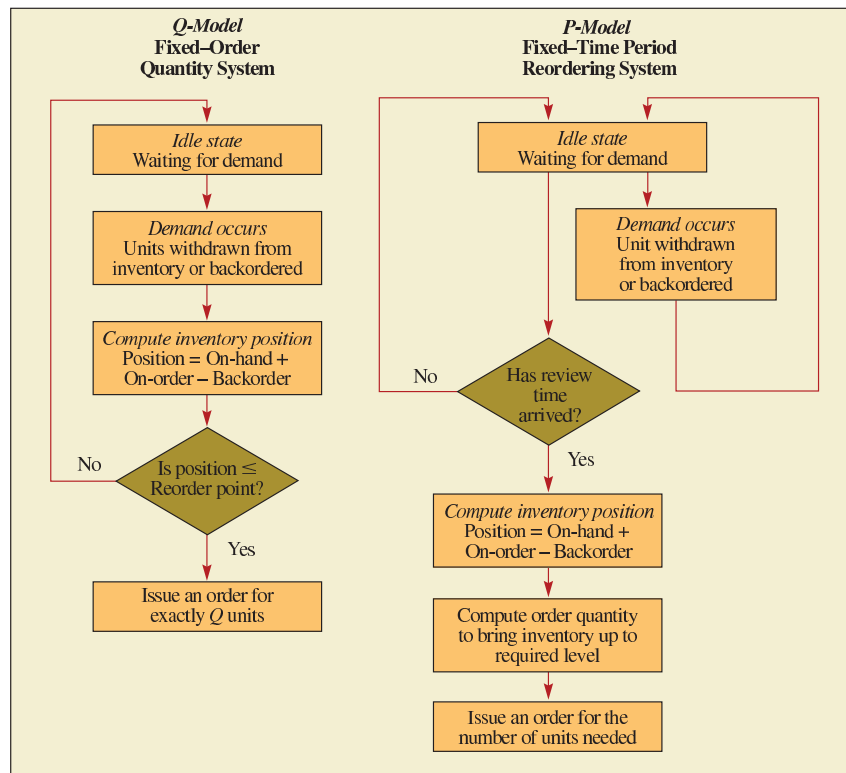 Q-Model
Fixed–Order
Quantity System
Idle state
Waiting for demand
Demand occurs
Units withdrawn from
inventory or backordered
Compute inventory position
Position = On-hand +
On-order – Backorder
No
Is position ≤
Reorder point?
Yes
Issue an order for
exactly Q units
P-Model
Fixed–Time Period
Reordering System
Idle state
Waiting for demand
Demand occurs
Unit withdrawn
from inventory
or backordered
No
Has review
time
arrived?
Yes
Compute inventory position
Position = On-hand +
On-order – Backorder
Compute order quantity
to bring inventory up to
required level
Issue an order for the
number of units needed